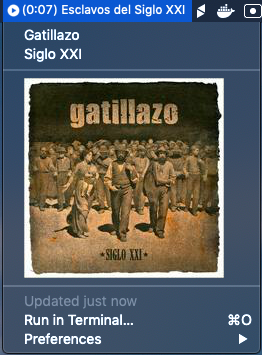 (0:07) Esclavos del Siglo XXI
Gatillazo
Siglo XXI
gatillazo
★SIGLO XXI★
Updated just now
Run in Terminal... ⌘O
Preferences